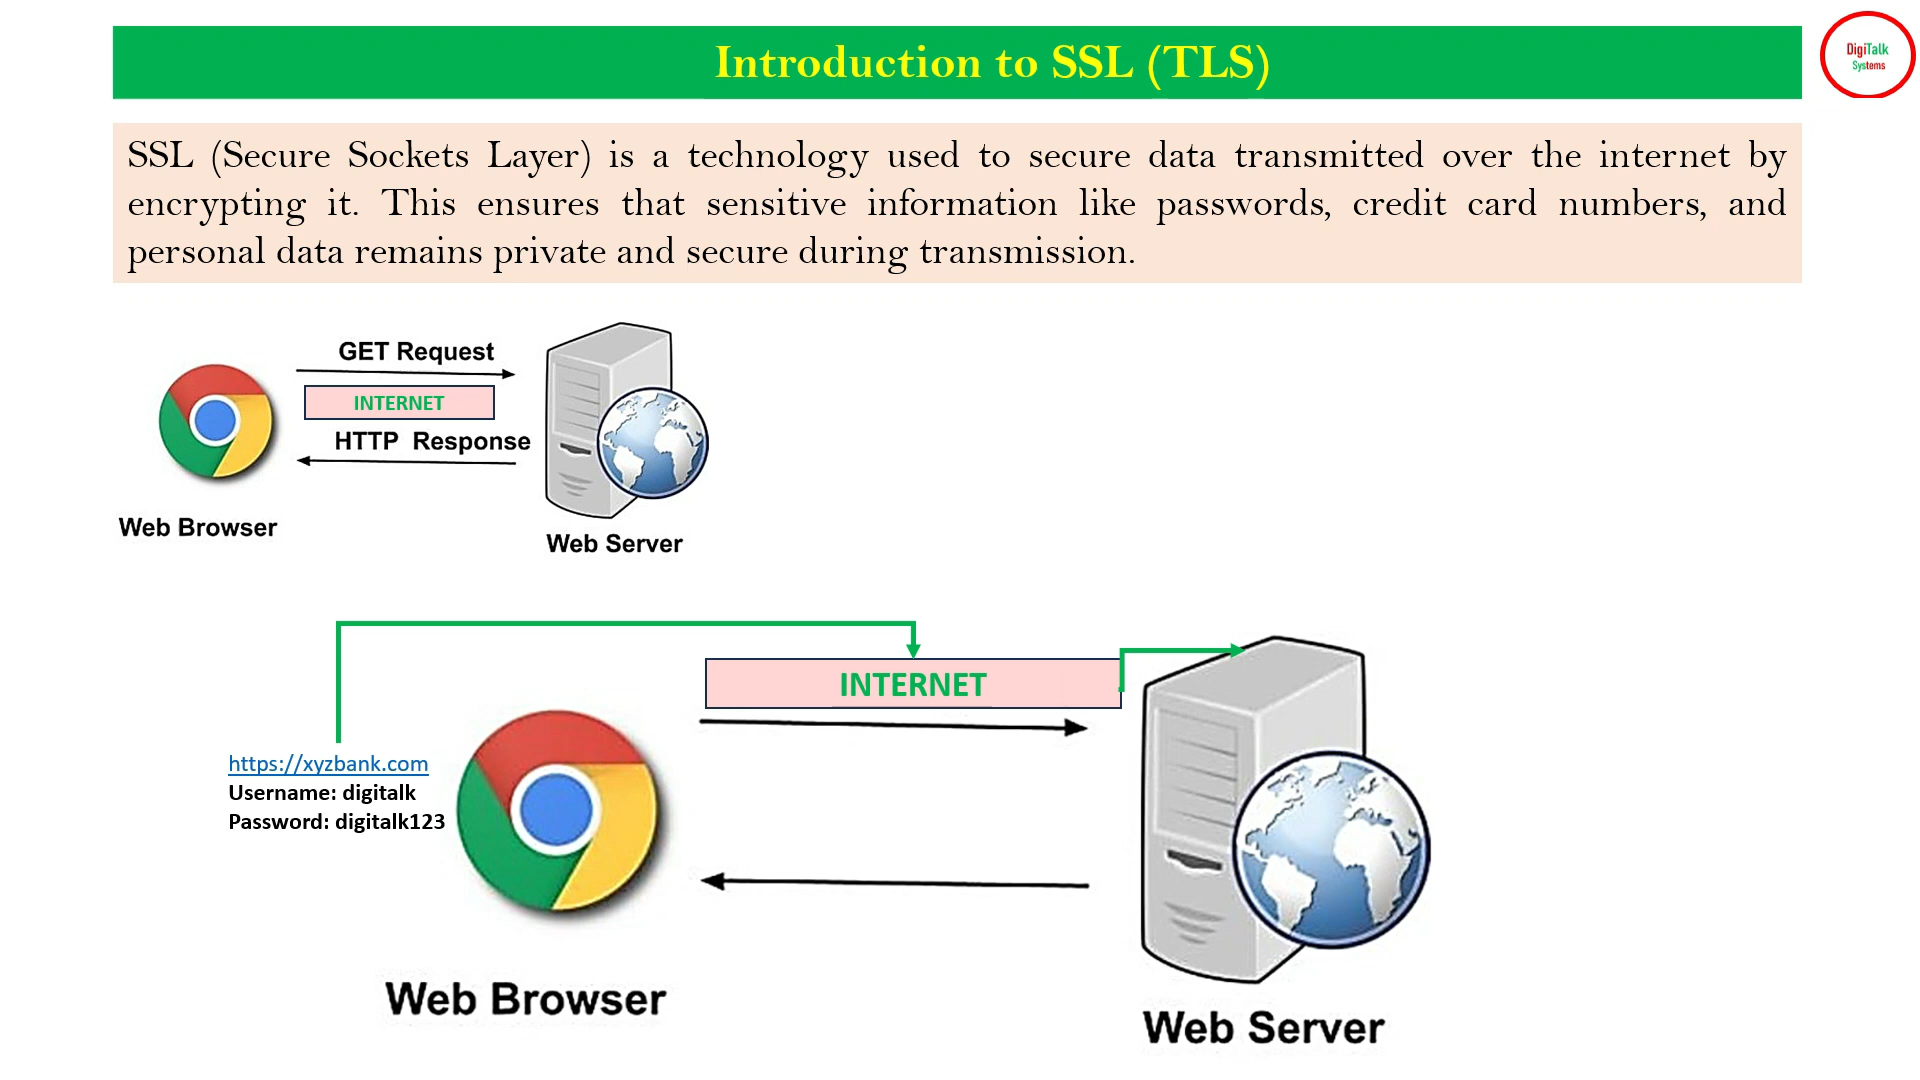 Introduction to SSL (TLS)
DigiTalk
Systems
SSL (Secure Sockets Layer) is a technology used to secure data transmitted over the internet by
encrypting it. This ensures that sensitive information like passwords, credit card numbers, and
personal data remains private and secure during transmission.
GET Request
INTERNET
HTTP Response
Web Browser
Web Server
INTERNET
https://xyzbank.com
Username: digitalk
Password: digitalk123
Web Browser
Web Server